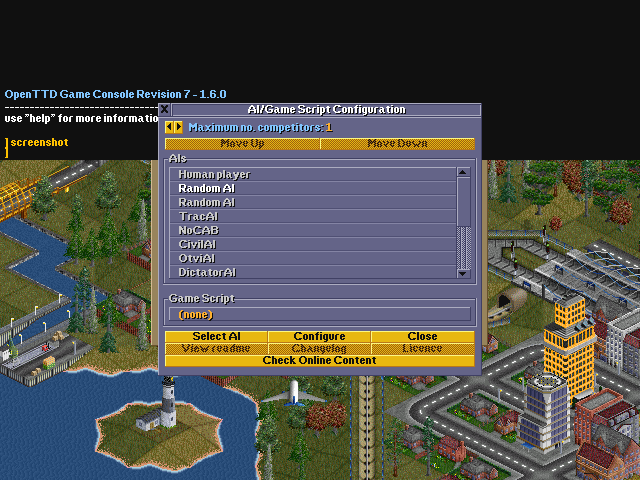 OpenTTD Game Console Revision 7 - 1.6.0
------------------------------
use "help" for more informatio
] screenshot
]
AI/Game Script Configuration
Maximum no. competitors: 1
Move Up
Move Down
AIs
Human player
Random AI
Random AI
TracAI
NoCAB
CivilAI
OtviAI
DictatorAI
Game Script
(none)
Select AI
Configure
Close
View readme
Changelog
Licence
Check Online Content